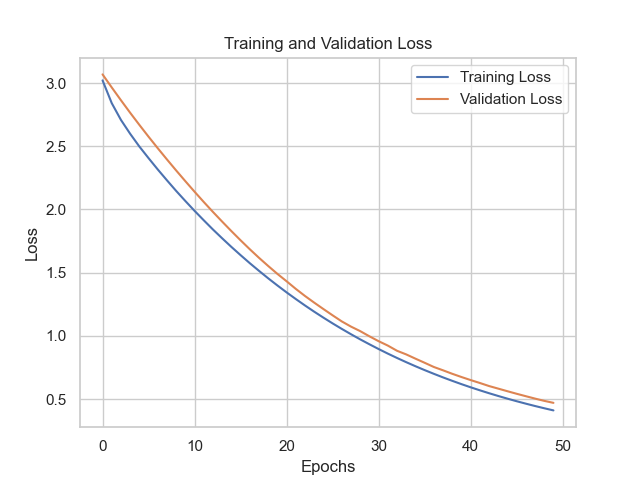 Training and Validation Loss
Training Loss
Validation Loss
3.0
2.5
2.0
1.5
1.0
0.5
Loss
0 10 20 30 40 50
Epochs